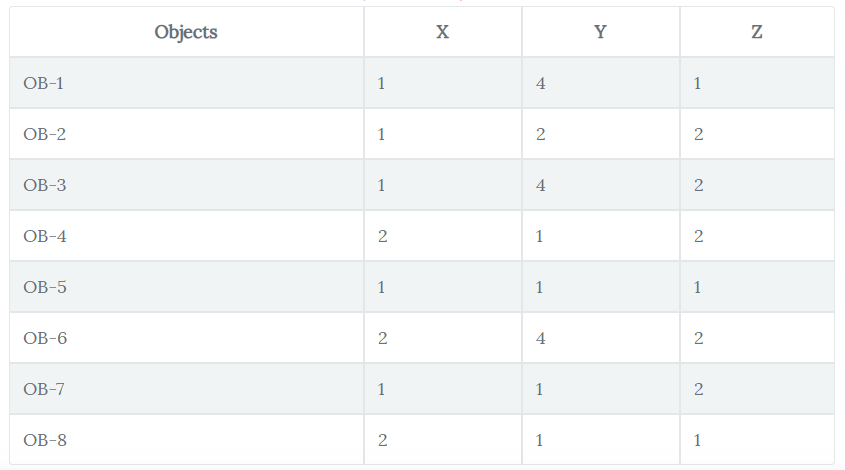 Objects X Y Z
OB-1 1 4 1
OB-2 1 2 2
OB-3 1 4 2
OB-4 2 1 2
OB-5 1 1 1
OB-6 2 4 2
OB-7 1 1 2
OB-8 2 1 1